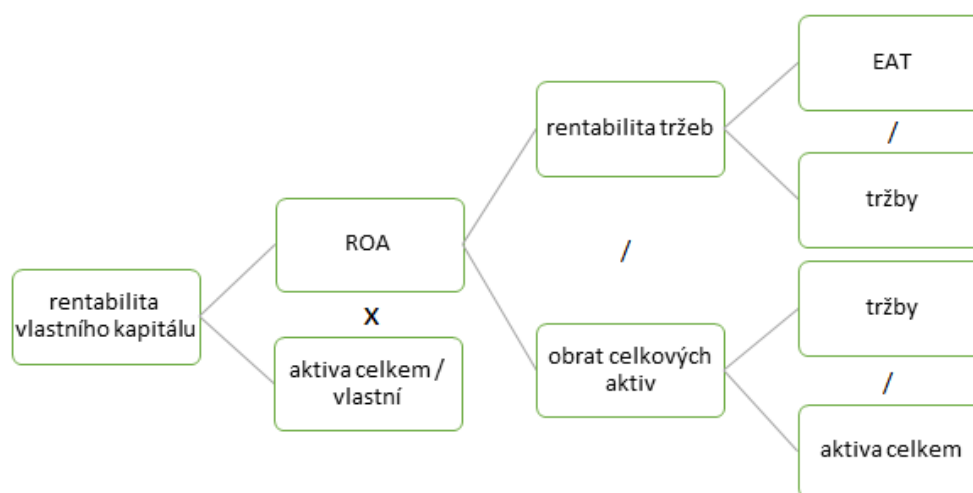 EAT
rentabilita tržeb
/
tržby
ROA
/
rentabilita
vlastního kapitálu
X
tržby
aktiva celkem /
vlastní
obrat celkových
aktiv
/
aktiva celkem